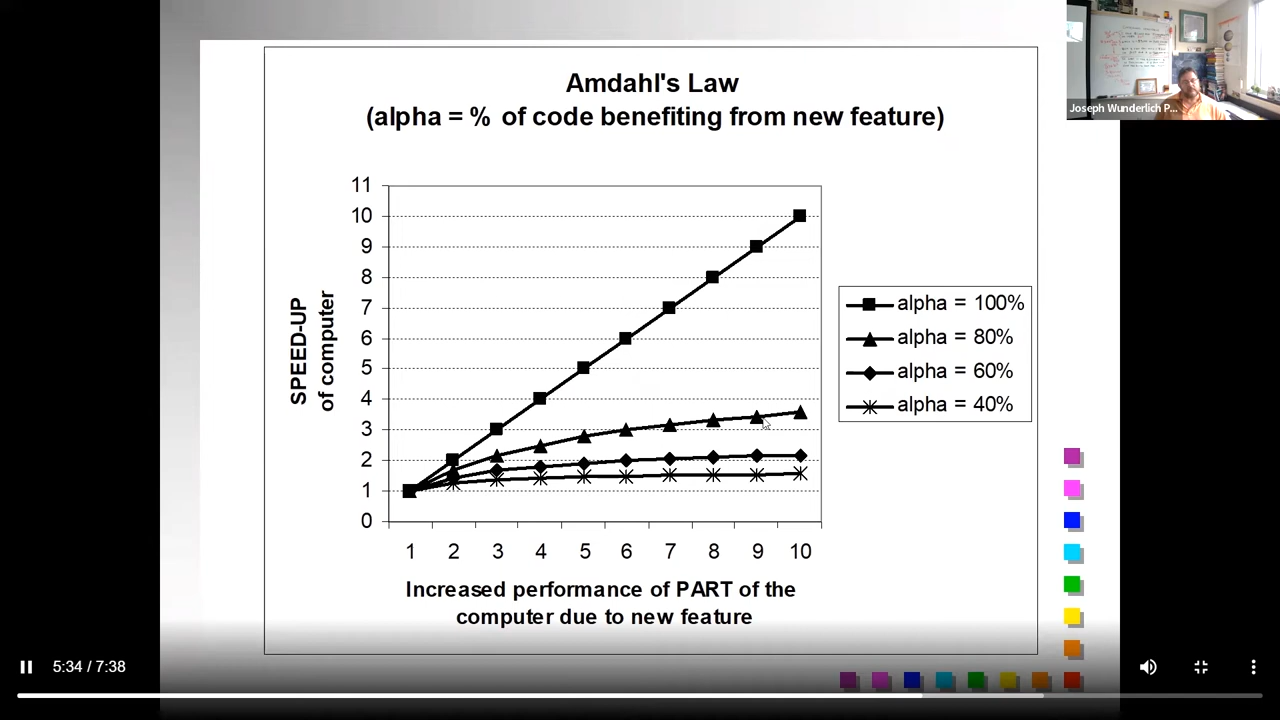 Amdahl's Law
(alpha = % of code benefiting from new feature)
11
10
9
8
7
6
5
4
3
2
1
0
SPEED-UP
of computer
1 2 3 4 5 6 7 8 9 10
Increased performance of PART of the
computer due to new feature
alpha = 100%
alpha = 80%
alpha = 60%
alpha = 40%
Joseph Wunderlich P...
5:34 / 7:38